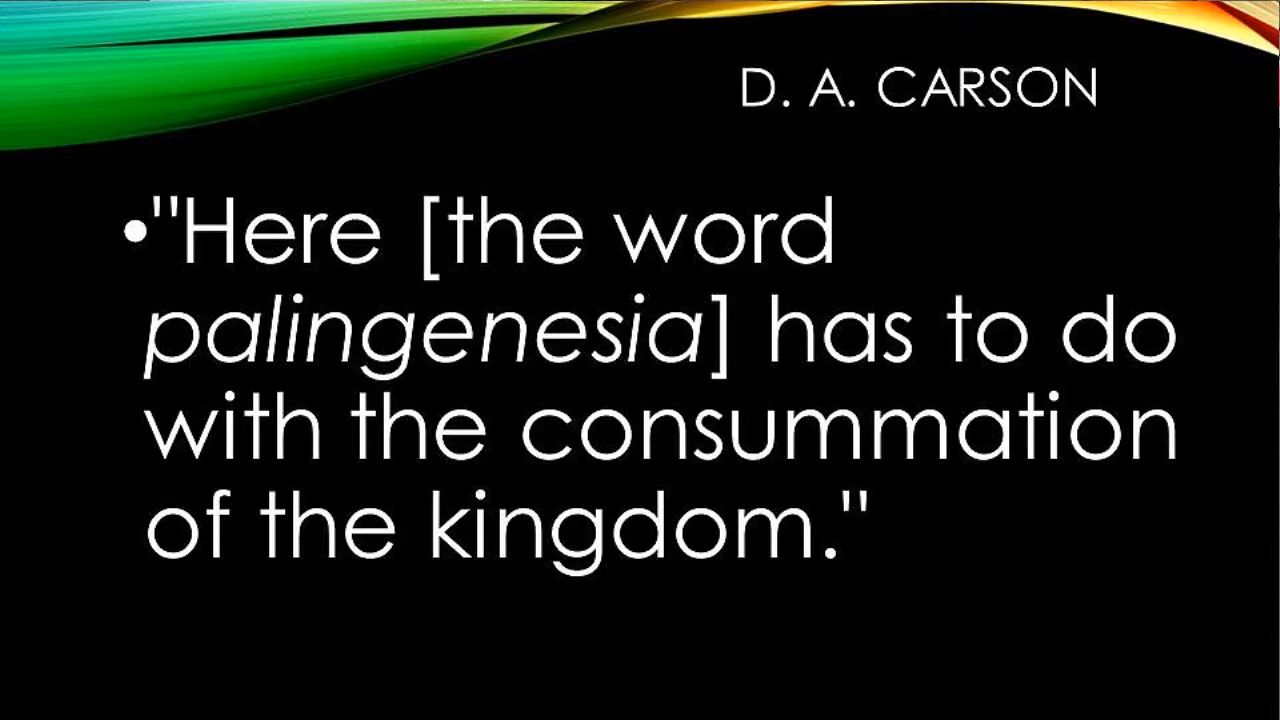 D. A. CARSON
•"Here [the word
palingenesia] has to do
with the consummation
of the kingdom."